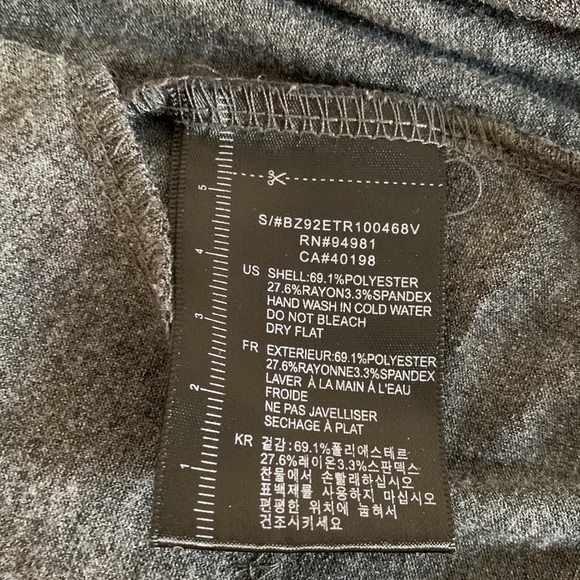 S/#BZ92ETR100468V
RN#94981
CA#40198
US SHELL:69.1%POLYESTER
27.6%RAYON3.3%SPANDEX
HAND WASH IN COLD WATER
DO NOT BLEACH
DRY FLAT
FR EXTERIEUR:69.1%POLYESTER
27.6%RAYONNE3.3%SPANDEX
LAVER À LA MAIN À L'EAU
FROIDE
NE PAS JAVELLISER
SECHAGE À PLAT
KR 겉감:69.1%폴리에스테르
27.6%레이온3.3%스판덱스
찬물에서 손빨래하십시오
표백제를 사용하지 마십시오
편평한 위치에 눕혀서
건조시키세요
5
4
3
2
1